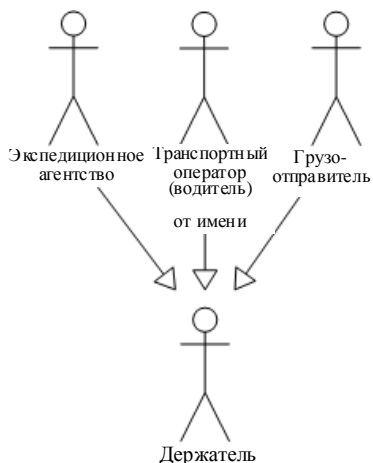 Экспедиционное
агентство
Транспортный
оператор
(водитель)
от имени
Грузо-
отправитель
Держатель